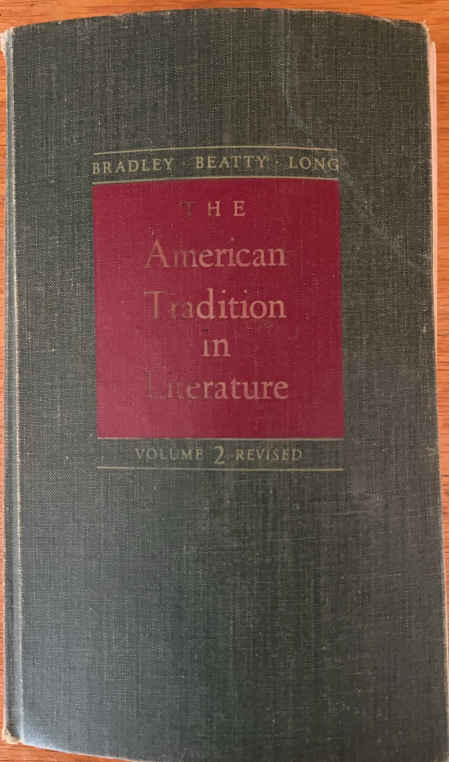 BRADLEY · BEATTY · LONG
THE
American
Tradition
in
Literature
VOLUME 2 REVISED